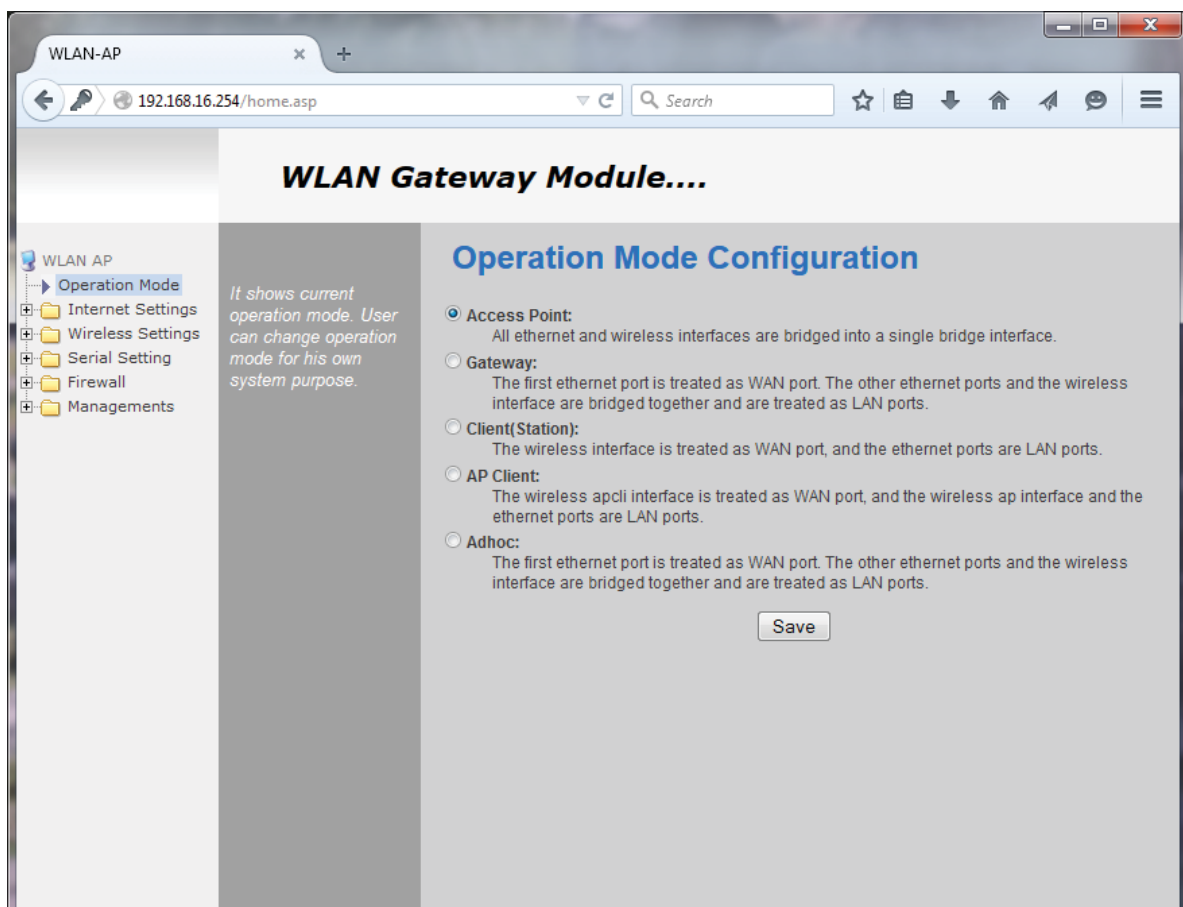 WLAN-AP
192.168.16.254/home.asp
Search
WLAN Gateway Module....
WLAN AP
Operation Mode
Internet Settings
Wireless Settings
Serial Setting
Firewall
Managements
It shows current
operation mode. User
can change operation
mode for his own
system purpose.
Operation Mode Configuration
Access Point:
All ethernet and wireless interfaces are bridged into a single bridge interface.
Gateway:
The first ethernet port is treated as WAN port. The other ethernet ports and the wireless
interface are bridged together and are treated as LAN ports.
Client(Station):
The wireless interface is treated as WAN port, and the ethernet ports are LAN ports.
AP Client:
The wireless apcli interface is treated as WAN port, and the wireless ap interface and the
ethernet ports are LAN ports.
Adhoc:
The first ethernet port is treated as WAN port. The other ethernet ports and the wireless
interface are bridged together and are treated as LAN ports.
Save